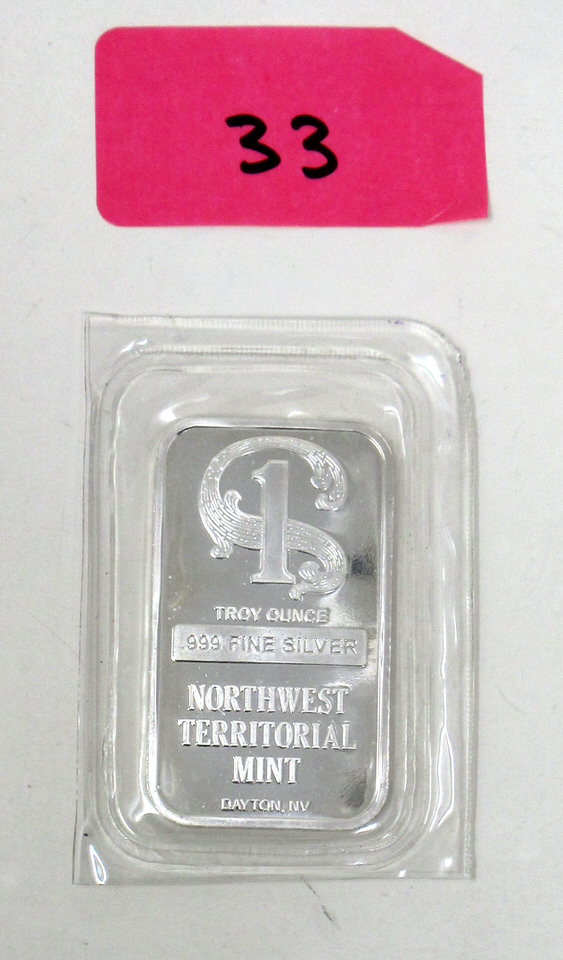 33
1
TROY OUNCE
.999 FINE SILVER
NORTHWEST
TERRITORIAL
MINT
DAYTON, NV